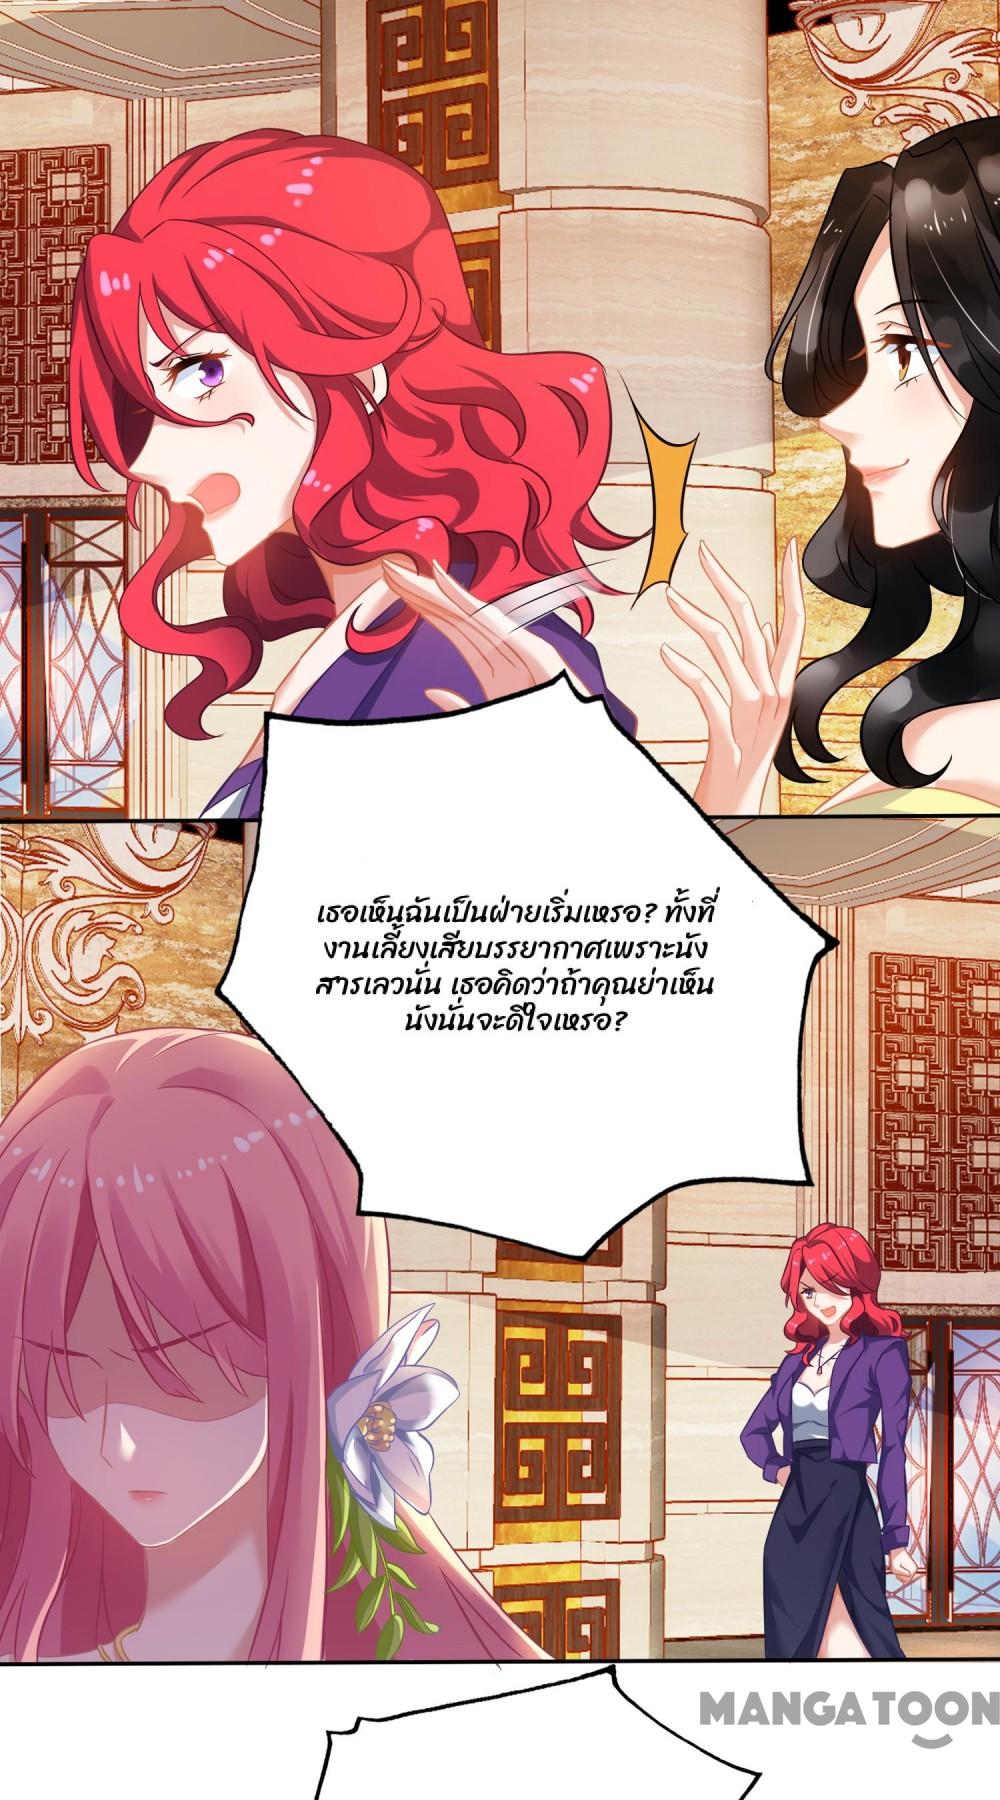 เธอเห็นฉันเป็นฝ่ายเริ่มเหรอ? ทั้งที่
งานเลี้ยงเสียบรรยากาศเพราะนัง
สารเลวนั่น เธอคิดว่าถ้าคุณย่าเห็น
นังนั่นจะดีใจเหรอ?
MANGATOON